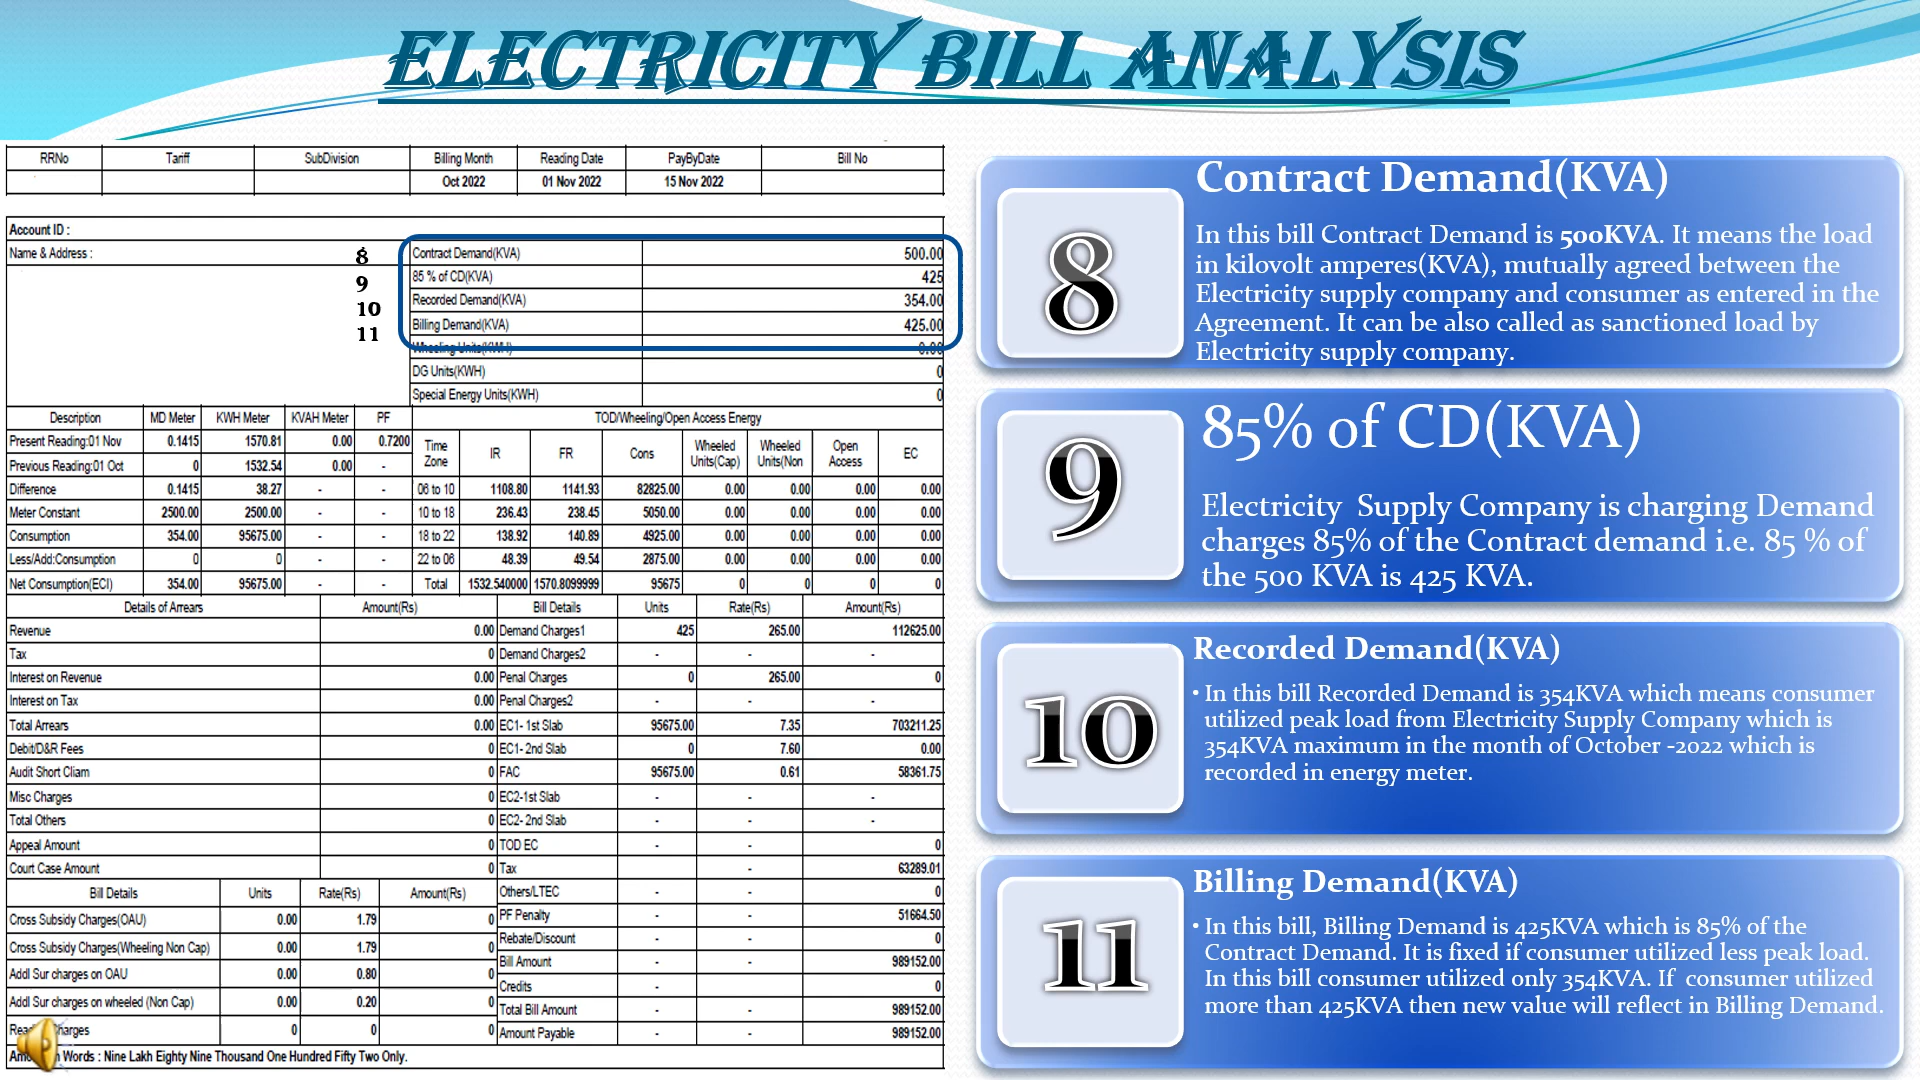 ELECTRICITY BILL ANALYSIS
RRNo Tariff SubDivision Billing Month Reading Date PayByDate Bill No
Oct 2022 01 Nov 2022 15 Nov 2022
Account ID :
Name & Address :
8 Contract Demand(KVA) 500.00
9 85 % of CD(KVA) 425
10 Recorded Demand(KVA) 354.00
11 Billing Demand(KVA) 425.00
Wheeling Units(KWH) 0.00
DG Units(KWH) 0
Special Energy Units(KWH) 0
Description MD Meter KWH Meter KVAH Meter PF TOD/Wheeling/Open Access Energy
Present Reading:01 Nov 0.1415 1570.81 0.00 0.7200
Previous Reading:01 Oct 0 1532.54 0.00 -
Time Zone IR FR Cons Wheeled Units(Cap) Wheeled Units(Non Open Access EC
Difference 0.1415 38.27 - - 06 to 10 1108.80 1141.93 82825.00 0.00 0.00 0.00 0.00
Meter Constant 2500.00 2500.00 - - 10 to 18 236.43 238.45 5050.00 0.00 0.00 0.00 0.00
Consumption 354.00 95675.00 - - 18 to 22 138.92 140.89 4925.00 0.00 0.00 0.00 0.00
Less/Add:Consumption 0 0 - - 22 to 06 48.39 49.54 2875.00 0.00 0.00 0.00 0.00
Net Consumption(ECI) 354.00 95675.00 - - Total 1532.540000 1570.8099999 95675 0 0 0 0
Details of Arrears Amount(Rs) Bill Details Units Rate(Rs) Amount(Rs)
Revenue 0.00 Demand Charges1 425 265.00 112625.00
Tax 0 Demand Charges2 - - -
Interest on Revenue 0.00 Penal Charges 0 265.00 0
Interest on Tax 0.00 Penal Charges2 - - -
Total Arrears 0.00 EC1- 1st Slab 95675.00 7.35 703211.25
Debit/D&R Fees 0 EC1- 2nd Slab 0 7.60 0.00
Audit Short Cliam 0 FAC 95675.00 0.61 58361.75
Misc Charges 0 EC2-1st Slab - - -
Total Others 0 EC2- 2nd Slab - - -
Appeal Amount 0 TOD EC - - 0
Court Case Amount 0 Tax - 63289.01
Bill Details Units Rate(Rs) Amount(Rs) Others/LTEC - - 0
Cross Subsidy Charges(OAU) 0.00 1.79 0 PF Penalty - - 51664.50
Rebate/Discount - - 0
Cross Subsidy Charges(Wheeling Non Cap) 0.00 1.79 0
Bill Amount - - 989152.00
Addl Sur charges on OAU 0.00 0.80 0
Credits - 0
Addl Sur charges on wheeled (Non Cap) 0.00 0.20 0
Total Bill Amount - - 989152.00
harges 0 0 0 Amount Payable - - 989152.00
Words : Nine Lakh Eighty Nine Thousand One Hundred Fifty Two Only.
8
Contract Demand(KVA)
In this bill Contract Demand is 500KVA. It means the load
in kilovolt amperes(KVA), mutually agreed between the
Electricity supply company and consumer as entered in the
Agreement. It can be also called as sanctioned load by
Electricity supply company.
9
85% of CD(KVA)
Electricity Supply Company is charging Demand
charges 85% of the Contract demand i.e. 85 % of
the 500 KVA is 425 KVA.
10
Recorded Demand(KVA)
• In this bill Recorded Demand is 354KVA which means consumer
utilized peak load from Electricity Supply Company which is
354KVA maximum in the month of October -2022 which is
recorded in energy meter.
11
Billing Demand(KVA)
• In this bill, Billing Demand is 425KVA which is 85% of the
Contract Demand. It is fixed if consumer utilized less peak load.
In this bill consumer utilized only 354KVA. If consumer utilized
more than 425KVA then new value will reflect in Billing Demand.